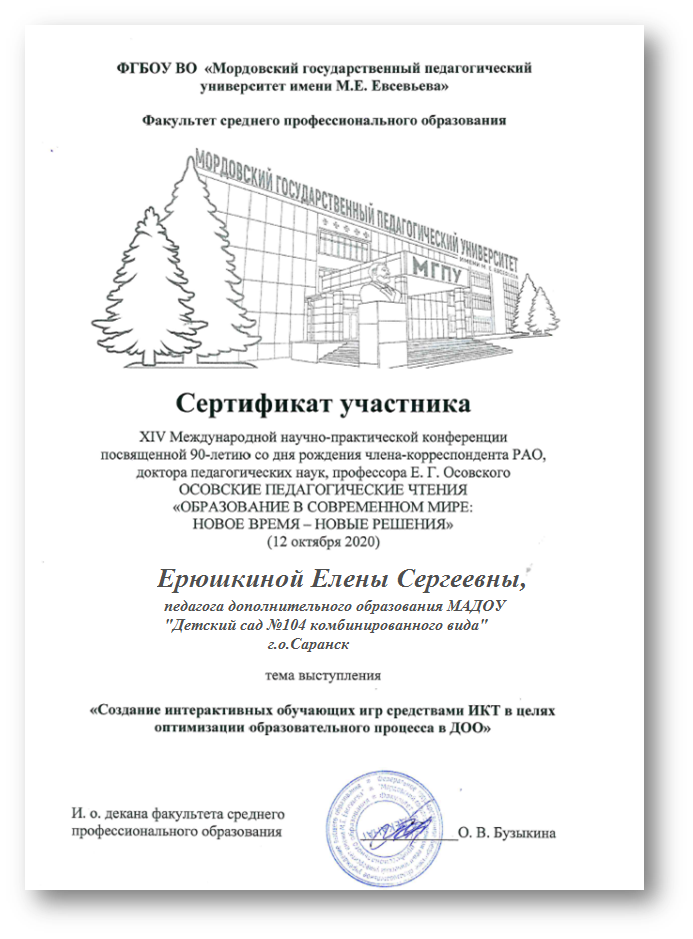 ФГБОУ ВО «Мордовский государственный педагогический
университет имени М.Е. Евсевьева»
Факультет среднего профессионального образования
МОРДОВСКИЙ ГОСУДАРСТВЕННЫЙ ПЕДАГОГИЧЕСКИЙ УНИВЕРСИТЕТ
МГПУ
Сертификат участника
XIV Международной научно-практической конференции
посвященной 90-летию со дня рождения члена-корреспондента РАО,
доктора педагогических наук, профессора Е. Г. Осовского
ОСОВСКИЕ ПЕДАГОГИЧЕСКИЕ ЧТЕНИЯ
«ОБРАЗОВАНИЕ В СОВРЕМЕННОМ МИРЕ:
НОВОЕ ВРЕМЯ – НОВЫЕ РЕШЕНИЯ»
(12 октября 2020)
Ерюшкиной Елены Сергеевны,
педагога дополнительного образования МАДОУ
"Детский сад №104 комбинированного вида"
г.о.Саранск
тема выступления
«Создание интерактивных обучающих игр средствами ИКТ в целях
оптимизации образовательного процесса в ДОО»
И. о. декана факультета среднего
профессионального образования
О. В. Бузыкина